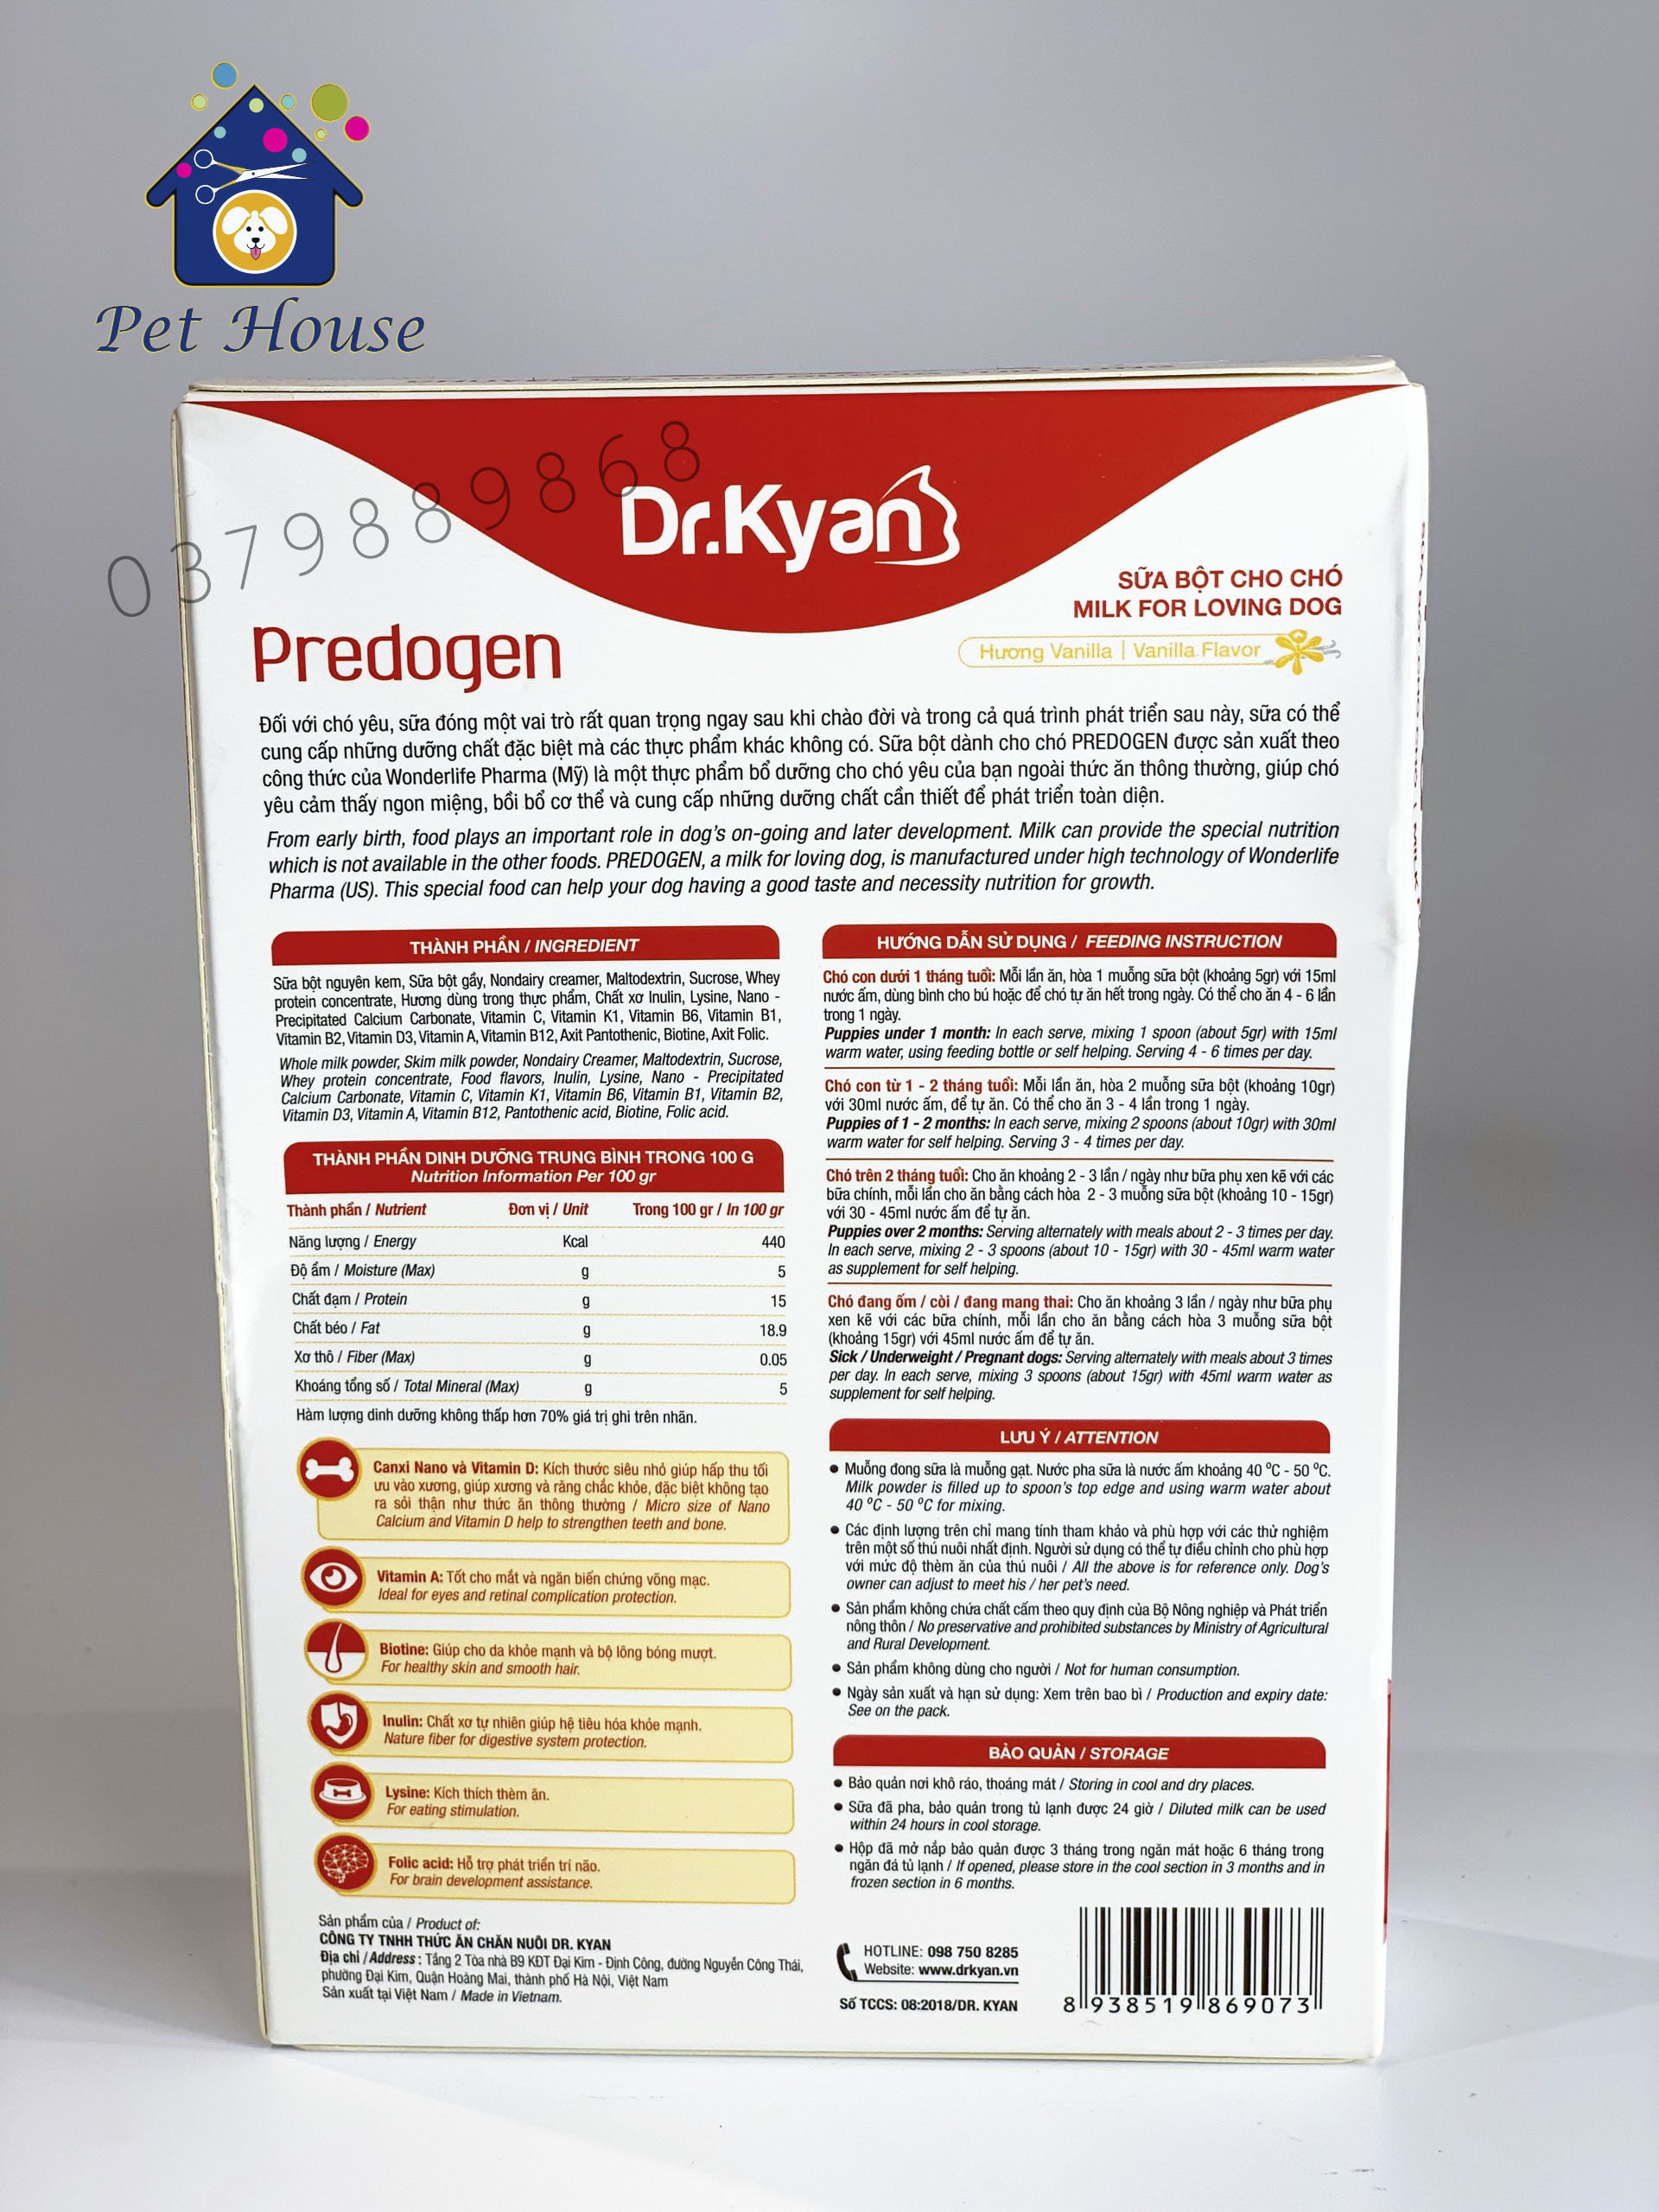 Pet House
0379889868
Dr.Kyan
SỮA BỘT CHO CHÓ
MILK FOR LOVING DOG
Hương Vanilla | Vanilla Flavor
Predogen
Đối với chó yêu, sữa đóng một vai trò rất quan trọng ngay sau khi chào đời và trong cả quá trình phát triển sau này, sữa có thể
cung cấp những dưỡng chất đặc biệt mà các thực phẩm khác không có. Sữa bột dành cho chó PREDOGEN được sản xuất theo
công thức của Wonderlife Pharma (Mỹ) là một thực phẩm bổ dưỡng cho chó yêu của bạn ngoài thức ăn thông thường, giúp chó
yêu cảm thấy ngon miệng, bồi bổ cơ thể và cung cấp những dưỡng chất cần thiết để phát triển toàn diện.
From early birth, food plays an important role in dog's on-going and later development. Milk can provide the special nutrition
which is not available in the other foods. PREDOGEN, a milk for loving dog, is manufactured under high technology of Wonderlife
Pharma (US). This special food can help your dog having a good taste and necessity nutrition for growth.
THÀNH PHẦN / INGREDIENT
Sữa bột nguyên kem, Sữa bột gầy, Nondairy creamer, Maltodextrin, Sucrose, Whey
protein concentrate, Hương dùng trong thực phẩm, Chất xơ Inulin, Lysine, Nano -
Precipitated Calcium Carbonate, Vitamin C, Vitamin K1, Vitamin B6, Vitamin B1,
Vitamin B2, Vitamin D3, Vitamin A, Vitamin B12, Axit Pantothenic, Biotine, Axit Folic.
Whole milk powder, Skim milk powder, Nondairy Creamer, Maltodextrin, Sucrose,
Whey protein concentrate, Food flavors, Inulin, Lysine, Nano - Precipitated
Calcium Carbonate, Vitamin C, Vitamin K1, Vitamin B6, Vitamin B1, Vitamin B2,
Vitamin D3, Vitamin A, Vitamin B12, Pantothenic acid, Biotine, Folic acid.
THÀNH PHẦN DINH DƯỠNG TRUNG BÌNH TRONG 100 G
Nutrition Information Per 100 gr
Thành phần / Nutrient Đơn vị / Unit Trong 100 gr / In 100 gr
Năng lượng / Energy Kcal 440
Độ ẩm / Moisture (Max) g 5
Chất đạm / Protein g 15
Chất béo / Fat g 18.9
Xơ thô / Fiber (Max) g 0.05
Khoáng tổng số / Total Mineral (Max) g 5
Hàm lượng dinh dưỡng không thấp hơn 70% giá trị ghi trên nhãn.
Canxi Nano và Vitamin D: Kích thước siêu nhỏ giúp hấp thu tối
ưu vào xương, giúp xương và răng chắc khỏe, đặc biệt không tạo
ra sỏi thận như thức ăn thông thường / Micro size of Nano
Calcium and Vitamin D help to strengthen teeth and bone.
Vitamin A: Tốt cho mắt và ngăn biến chứng võng mạc.
Ideal for eyes and retinal complication protection.
Biotine: Giúp cho da khỏe mạnh và bộ lông bóng mượt.
For healthy skin and smooth hair.
Inulin: Chất xơ tự nhiên giúp hệ tiêu hóa khỏe mạnh.
Nature fiber for digestive system protection.
Lysine: Kích thích thèm ăn.
For eating stimulation.
Folic acid: Hỗ trợ phát triển trí não.
For brain development assistance.
Sản phẩm của / Product of:
CÔNG TY TNHH THỨC ĂN CHĂN NUÔI DR. KYAN
Địa chỉ / Address : Tầng 2 Tòa nhà B9 KĐT Đại Kim - Định Công, đường Nguyễn Công Thái,
phường Đại Kim, Quận Hoàng Mai, thành phố Hà Nội, Việt Nam
Sản xuất tại Việt Nam / Made in Vietnam.
HƯỚNG DẪN SỬ DỤNG / FEEDING INSTRUCTION
Chó con dưới 1 tháng tuổi: Mỗi lần ăn, hòa 1 muỗng sữa bột (khoảng 5gr) với 15ml
nước ấm, dùng bình cho bú hoặc để chó tự ăn hết trong ngày. Có thể cho ăn 4 - 6 lần
trong 1 ngày.
Puppies under 1 month: In each serve, mixing 1 spoon (about 5gr) with 15ml
warm water, using feeding bottle or self helping. Serving 4 - 6 times per day.
Chó con từ 1 - 2 tháng tuổi: Mỗi lần ăn, hòa 2 muỗng sữa bột (khoảng 10gr)
với 30ml nước ấm, để tự ăn. Có thể cho ăn 3 - 4 lần trong 1 ngày.
Puppies of 1 - 2 months: In each serve, mixing 2 spoons (about 10gr) with 30ml
warm water for self helping. Serving 3 - 4 times per day.
Chó trên 2 tháng tuổi: Cho ăn khoảng 2 - 3 lần / ngày như bữa phụ xen kẽ với các
bữa chính, mỗi lần cho ăn bằng cách hòa 2 - 3 muỗng sữa bột (khoảng 10 - 15gr)
với 30 - 45ml nước ấm để tự ăn.
Puppies over 2 months: Serving alternately with meals about 2 - 3 times per day.
In each serve, mixing 2 - 3 spoons (about 10 - 15gr) with 30 - 45ml warm water
as supplement for self helping.
Chó đang ốm / còi / đang mang thai: Cho ăn khoảng 3 lần / ngày như bữa phụ
xen kẽ với các bữa chính, mỗi lần cho ăn bằng cách hòa 3 muỗng sữa bột
(khoảng 15gr) với 45ml nước ấm để tự ăn.
Sick / Underweight / Pregnant dogs: Serving alternately with meals about 3 times
per day. In each serve, mixing 3 spoons (about 15gr) with 45ml warm water as
supplement for self helping.
LƯU Ý / ATTENTION
• Muỗng đong sữa là muỗng gạt. Nước pha sữa là nước ấm khoảng 40 ºC - 50 ºC.
Milk powder is filled up to spoon's top edge and using warm water about
40 ºC - 50 ºC for mixing.
• Các định lượng trên chỉ mang tính tham khảo và phù hợp với các thử nghiệm
trên một số thú nuôi nhất định. Người sử dụng có thể tự điều chỉnh cho phù hợp
với mức độ thèm ăn của thú nuôi / All the above is for reference only. Dog's
owner can adjust to meet his / her pet's need.
• Sản phẩm không chứa chất cấm theo quy định của Bộ Nông nghiệp và Phát triển
nông thôn / No preservative and prohibited substances by Ministry of Agricultural
and Rural Development.
• Sản phẩm không dùng cho người / Not for human consumption.
• Ngày sản xuất và hạn sử dụng: Xem trên bao bì / Production and expiry date:
See on the pack.
BẢO QUẢN / STORAGE
• Bảo quản nơi khô ráo, thoáng mát / Storing in cool and dry places.
• Sữa đã pha, bảo quản trong tủ lạnh được 24 giờ / Diluted milk can be used
within 24 hours in cool storage.
• Hộp đã mở nắp bảo quản được 3 tháng trong ngăn mát hoặc 6 tháng trong
ngăn đá tủ lạnh / If opened, please store in the cool section in 3 months and in
frozen section in 6 months.
HOTLINE: 098 750 8285
Website: www.drkyan.vn
Số TCCS: 08:2018/DR. KYAN
8 938519 869073